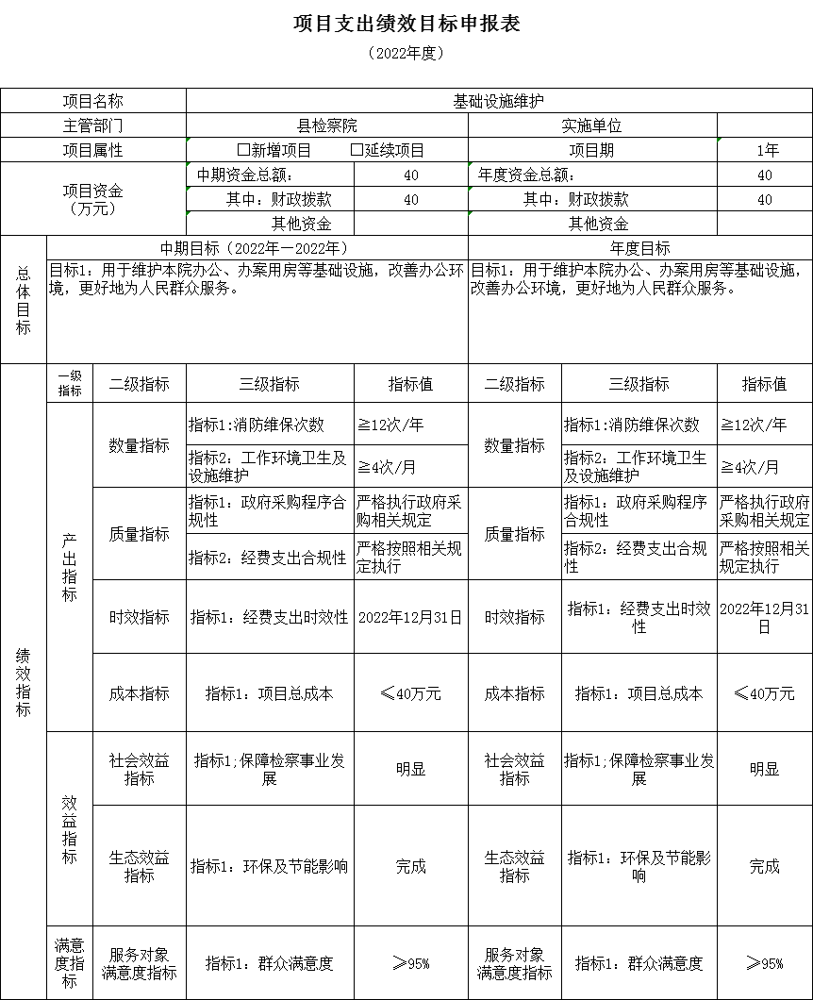 项目支出绩效目标申报表
（2022年度）
项目名称 基础设施维护
主管部门 县检察院 实施单位
项目属性 □新增项目 □延续项目 项目期 1年
项目资金
（万元）
中期资金总额： 40 年度资金总额： 40
其中：财政拨款 40 其中：财政拨款 40
其他资金 其他资金
总体目标
中期目标（2022年—2022年） 年度目标
目标1：用于维护本院办公、办案用房等基础设施，改善办公环
境，更好地为人民群众服务。
目标1：用于维护本院办公、办案用房等基础设施，
改善办公环境，更好地为人民群众服务。
绩效指标
一级
指标
二级指标 三级指标 指标值 二级指标 三级指标 指标值
产出指标
数量指标
指标1:消防维保次数 ≧12次/年
数量指标
指标1:消防维保次数 ≧12次/年
指标2：工作环境卫生及
设施维护
≧4次/月
指标2：工作环境卫生
及设施维护
≧4次/月
质量指标
指标1：政府采购程序合
规性
严格执行政府采
购相关规定
质量指标
指标1：政府采购程序
合规性
严格执行政府
采购相关规定
指标2：经费支出合规性
严格按照相关规
定执行
指标2：经费支出合规
性
严格按照相关
规定执行
时效指标 指标1：经费支出时效性 2022年12月31日
时效指标
指标1：经费支出时效
性
2022年12月31
日
成本指标 指标1：项目总成本 ≤40万元 成本指标 指标1：项目总成本 ≤40万元
效益指标
社会效益
指标
指标1;保障检察事业发
展
明显
社会效益
指标
指标1;保障检察事业发
展
明显
生态效益
指标
指标1：环保及节能影响 完成
生态效益
指标
指标1：环保及节能影
响
完成
满意
度指
标
服务对象
满意度指标
指标1：群众满意度 ≥95%
服务对象
满意度指标
指标1：群众满意度 ≥95%